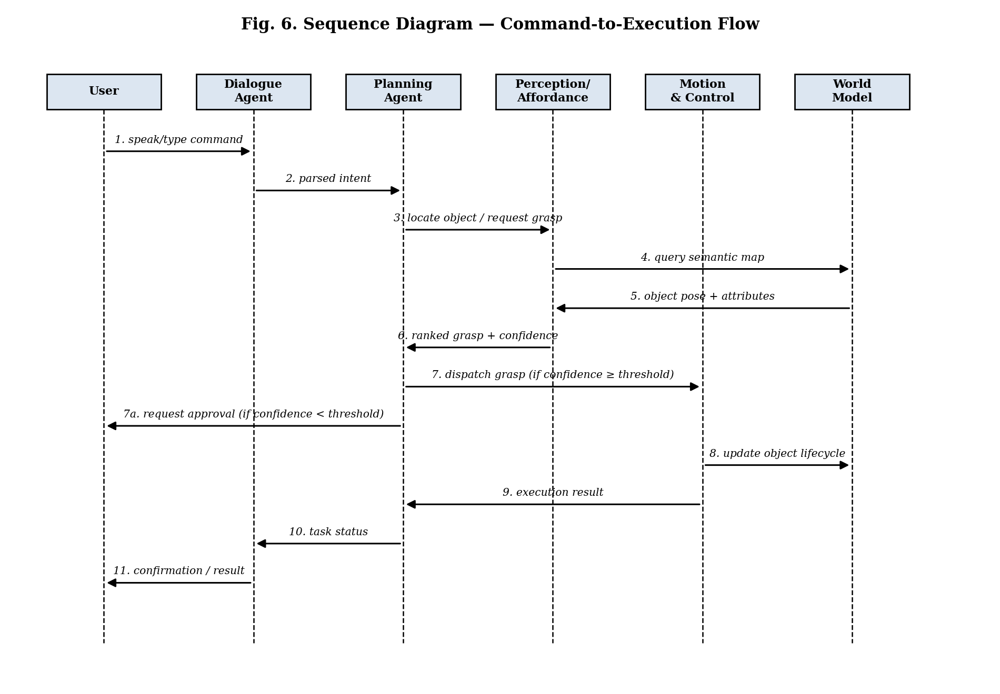 Fig. 6. Sequence Diagram — Command-to-Execution Flow
User
Dialogue
Agent
Planning
Agent
Perception/
Affordance
Motion
& Control
World
Model
1. speak/type command
2. parsed intent
3. locate object / request grasp
4. query semantic map
5. object pose + attributes
6. ranked grasp + confidence
7. dispatch grasp (if confidence ≥ threshold)
7a. request approval (if confidence < threshold)
8. update object lifecycle
9. execution result
10. task status
11. confirmation / result